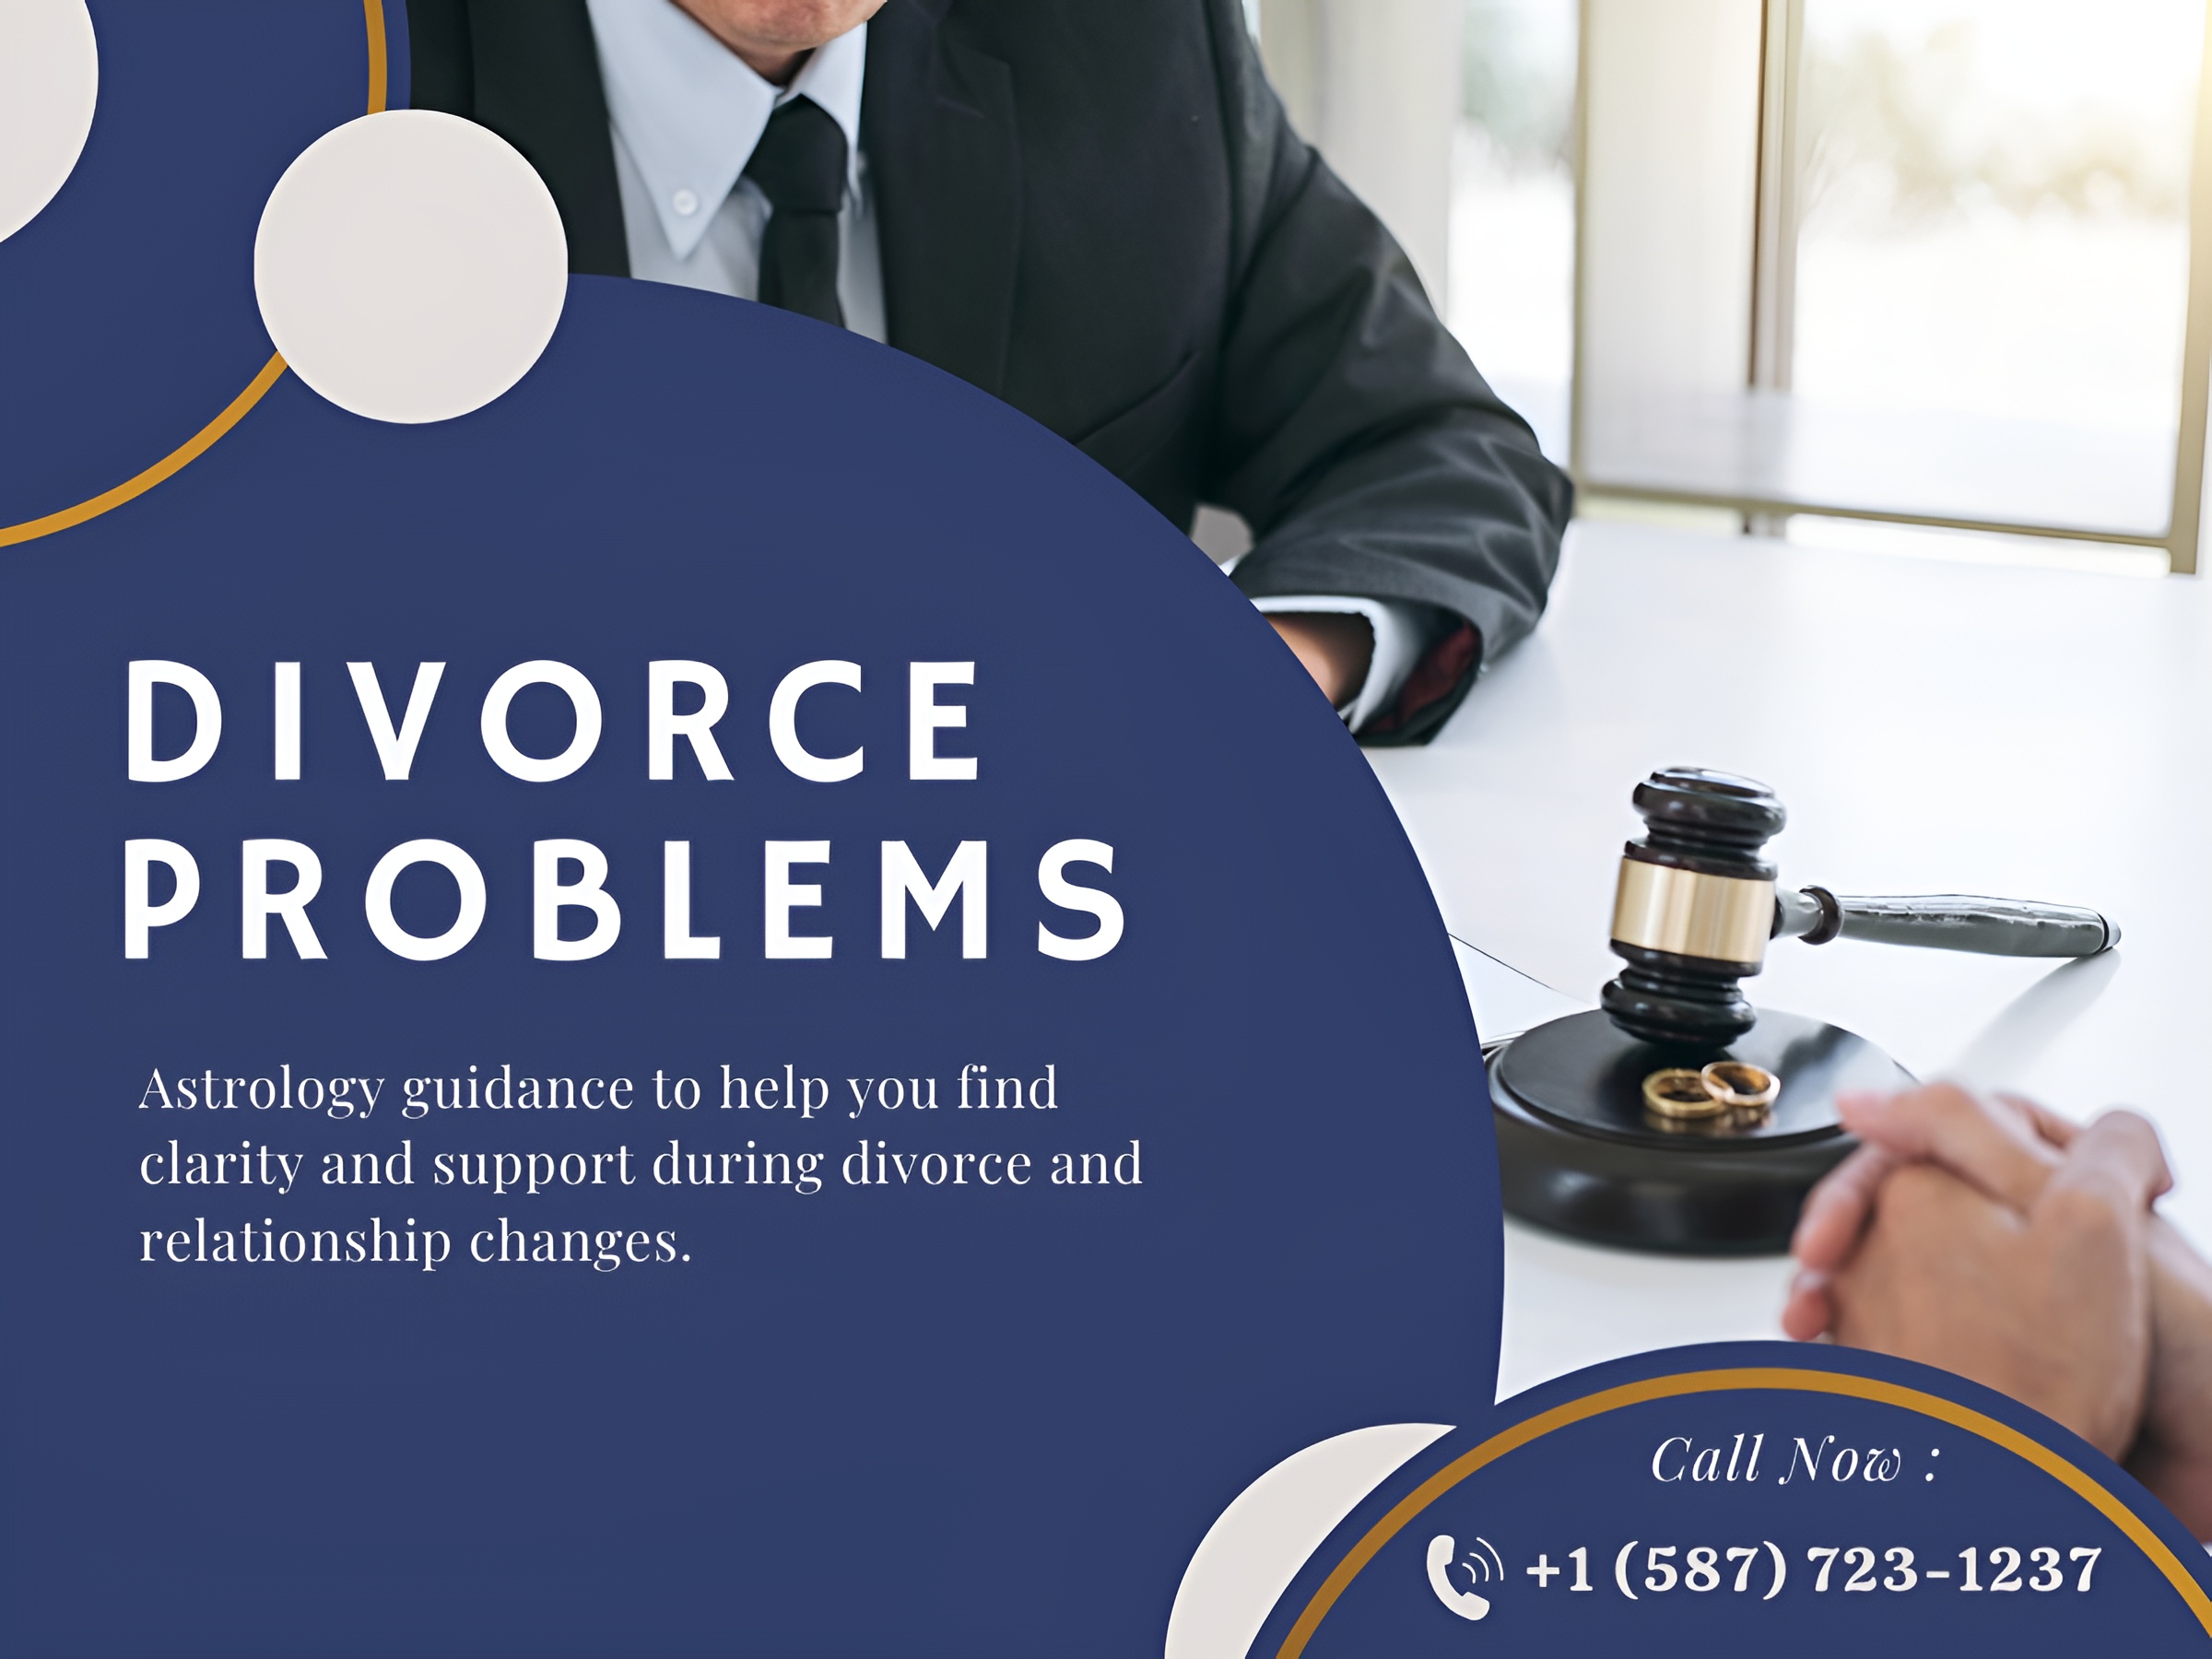 DIVORCE
PROBLEMS
Astrology guidance to help you find
clarity and support during divorce and
relationship changes.
Call Now :
+1 (587) 723-1237